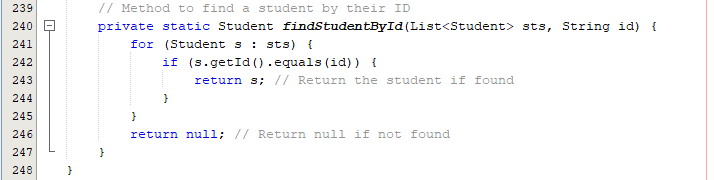 239 // Method to find a student by their ID
240 private static Student findStudentById(List<Student> sts, String id) {
241 for (Student s : sts) {
242 if (s.getId().equals(id)) {
243 return s; // Return the student if found
244 }
245 }
246 return null; // Return null if not found
247 }
248 }